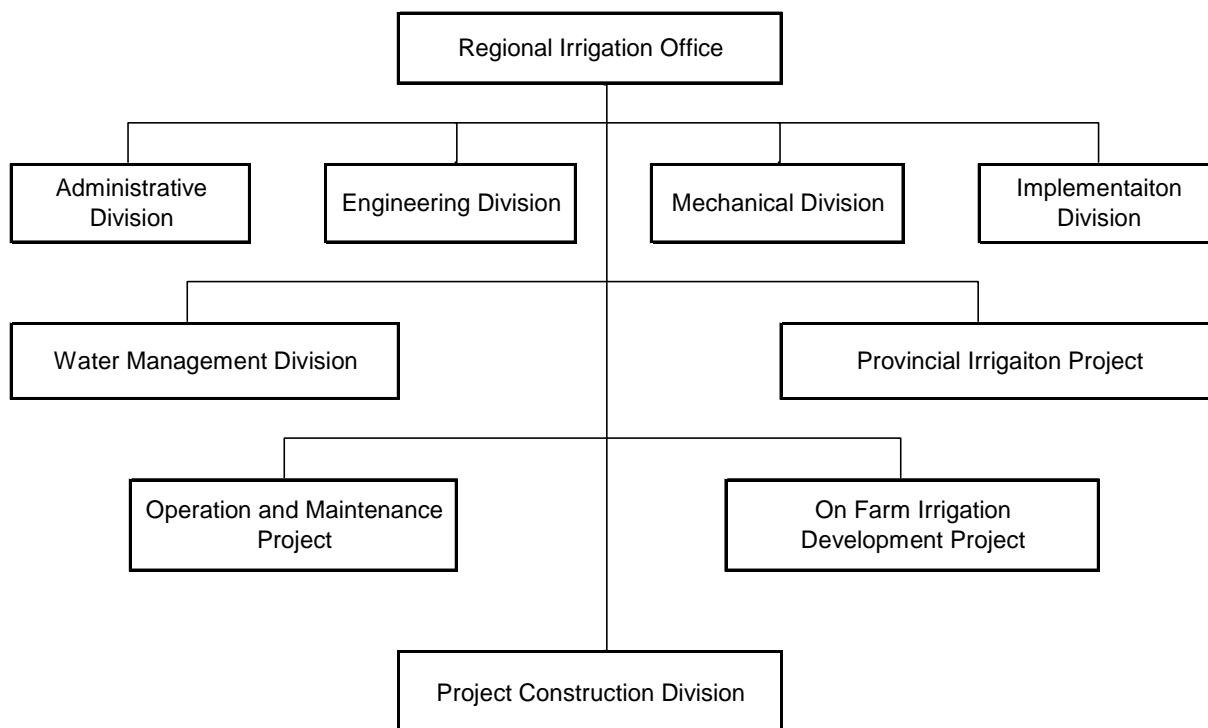 Regional Irrigation Office
Administrative
Division
Engineering Division
Mechanical Division
Implementaiton
Division
Water Management Division
Provincial Irrigaiton Project
Operation and Maintenance
Project
On Farm Irrigation
Development Project
Project Construction Division